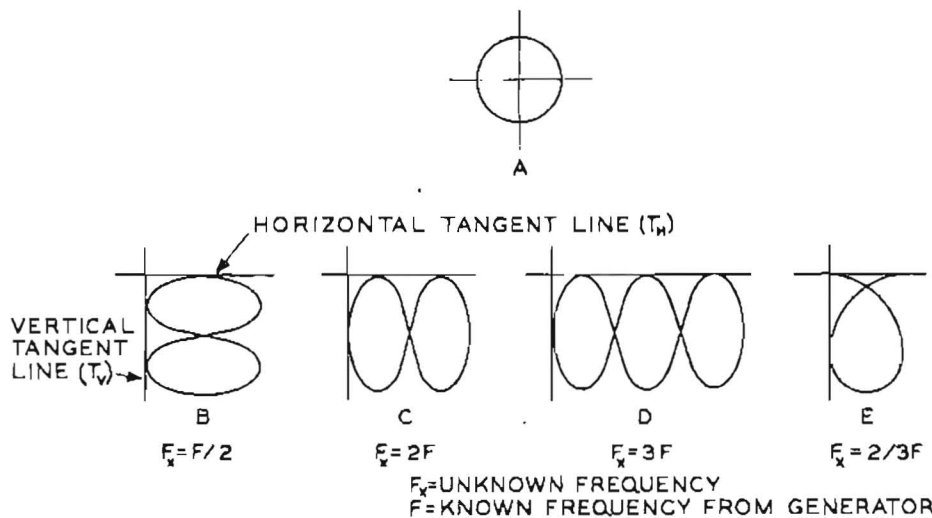 A
HORIZONTAL TANGENT LINE (T_H)
VERTICAL
TANGENT
LINE (T_V)
B
C
D
E
F_x=F/2
F_x=2F
F_x=3F
F_x=2/3F
F_x=UNKNOWN FREQUENCY
F=KNOWN FREQUENCY FROM GENERATOR